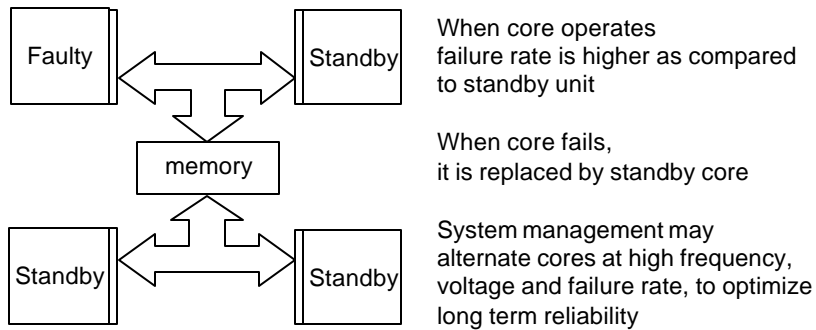 Faulty
Standby
When core operates
failure rate is higher as compared
to standby unit
memory
When core fails,
it is replaced by standby core
Standby
Standby
System management may
alternate cores at high frequency,
voltage and failure rate, to optimize
long term reliability